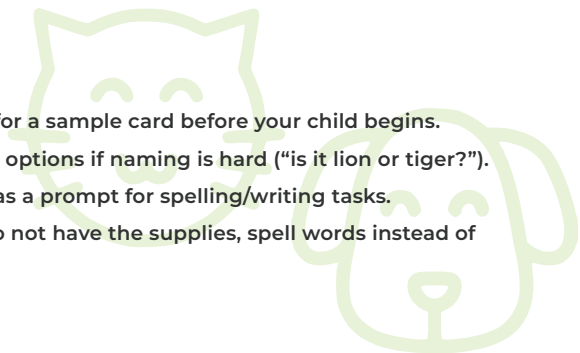 for a sample card before your child begins.
options if naming is hard (“is it lion or tiger?”).
as a prompt for spelling/writing tasks.
not have the supplies, spell words instead of